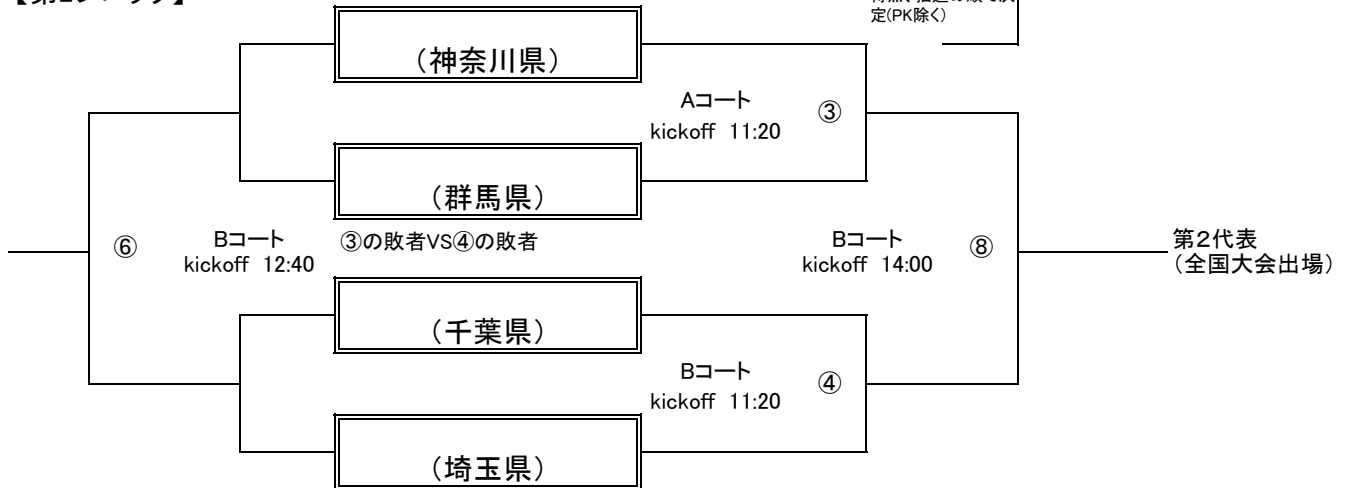 定(PK除く)
(神奈川県)
Aコート
kickoff 11:20
③
(群馬県)
⑥
Bコート
kickoff 12:40
③の敗者VS④の敗者
Bコート
kickoff 14:00
⑧
第2代表
(全国大会出場)
(千葉県)
Bコート
kickoff 11:20
④
(埼玉県)